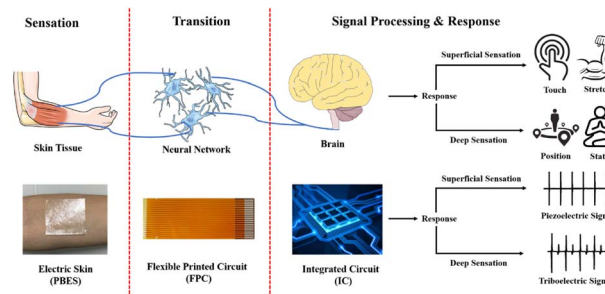 Sensation
Transition
Signal Processing & Response
Superficial Sensation
Touch
Response
Deep Sensation
Position
Skin Tissue
Neural Network
Brain
Superficial Sensation
Piezoelectric
Response
Deep Sensation
Triboelectric
Electric Skin
(PBES)
Flexible Printed Circuit
(FPC)
Integrated Circuit
(IC)